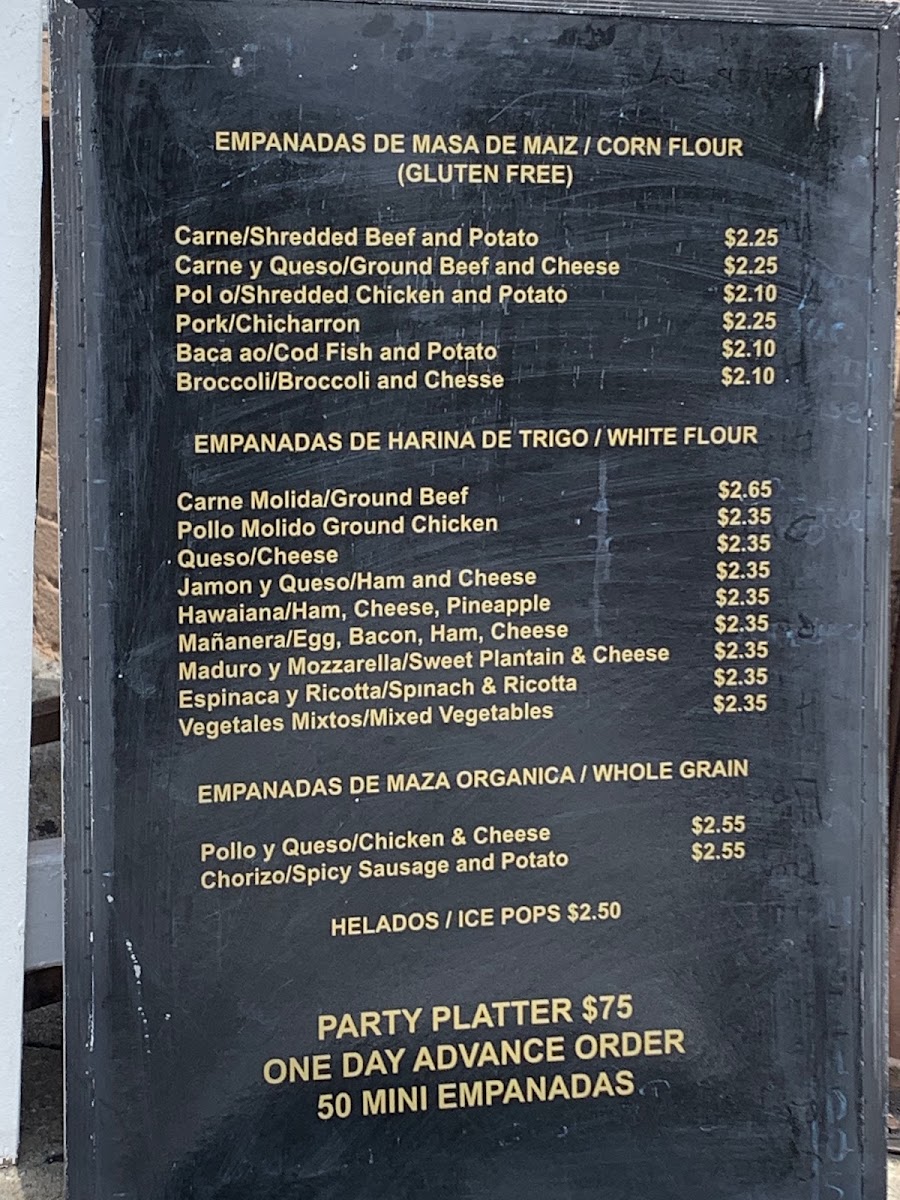 EMPANADAS DE MASA DE MAIZ / CORN FLOUR
(GLUTEN FREE)
Carne/Shredded Beef and Potato $2.25
Carne y Queso/Ground Beef and Cheese $2.25
Pol o/Shredded Chicken and Potato $2.10
Pork/Chicharron $2.25
Baca ao/Cod Fish and Potato $2.10
Broccoli/Broccoli and Chesse $2.10
EMPANADAS DE HARINA DE TRIGO / WHITE FLOUR
Carne Molida/Ground Beef $2.65
Pollo Molido Ground Chicken $2.35
Queso/Cheese $2.35
Jamon y Queso/Ham and Cheese $2.35
Hawaiana/Ham, Cheese, Pineapple $2.35
Mañanera/Egg, Bacon, Ham, Cheese $2.35
Maduro y Mozzarella/Sweet Plantain & Cheese $2.35
Espinaca y Ricotta/Spinach & Ricotta $2.35
Vegetales Mixtos/Mixed Vegetables $2.35
EMPANADAS DE MAZA ORGANICA / WHOLE GRAIN
Pollo y Queso/Chicken & Cheese $2.55
Chorizo/Spicy Sausage and Potato $2.55
HELADOS / ICE POPS $2.50
PARTY PLATTER $75
ONE DAY ADVANCE ORDER
50 MINI EMPANADAS